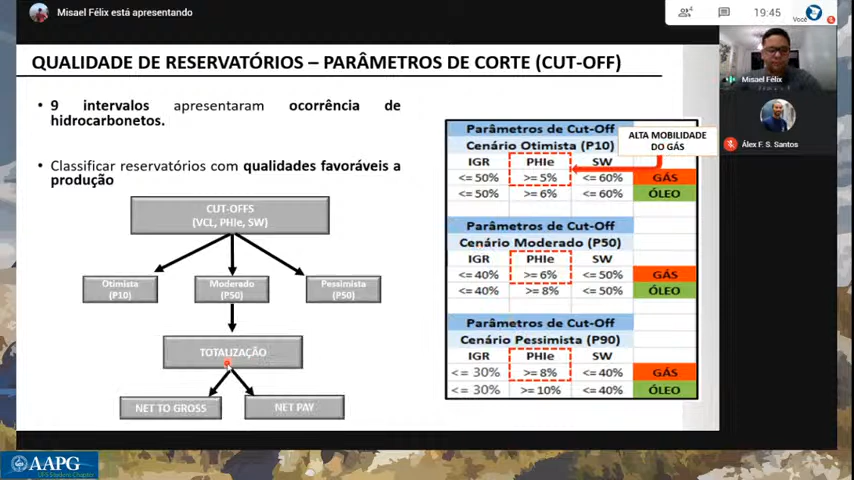 Misael Félix está apresentando
4
19:45
Você
QUALIDADE DE RESERVATÓRIOS – PARÂMETROS DE CORTE (CUT-OFF)
• 9 intervalos apresentaram ocorrência de
hidrocarbonetos.
• Classificar reservatórios com qualidades favoráveis a
produção
CUT-OFFS
(VCL, PHIe, SW)
Otimista
(P10)
Moderado
(P50)
Pessimista
(P50)
TOTALIZAÇÃO
NET TO GROSS
NET PAY
Parâmetros de Cut-Off
Cenário Otimista (P10)
IGR PHIe SW
<= 50% >= 5% <= 60% GÁS
<= 50% >= 6% <= 60% ÓLEO
Parâmetros de Cut-Off
Cenário Moderado (P50)
IGR PHIe SW
<= 40% >= 6% <= 50% GÁS
<= 40% >= 8% <= 50% ÓLEO
Parâmetros de Cut-Off
Cenário Pessimista (P90)
IGR PHIe SW
<= 30% >= 8% <= 40% GÁS
<= 30% >= 10% <= 40% ÓLEO
ALTA MOBILIDADE
DO GÁS
Misael Félix
Álex F. S. Santos
AAPG
UFS Student Chapter